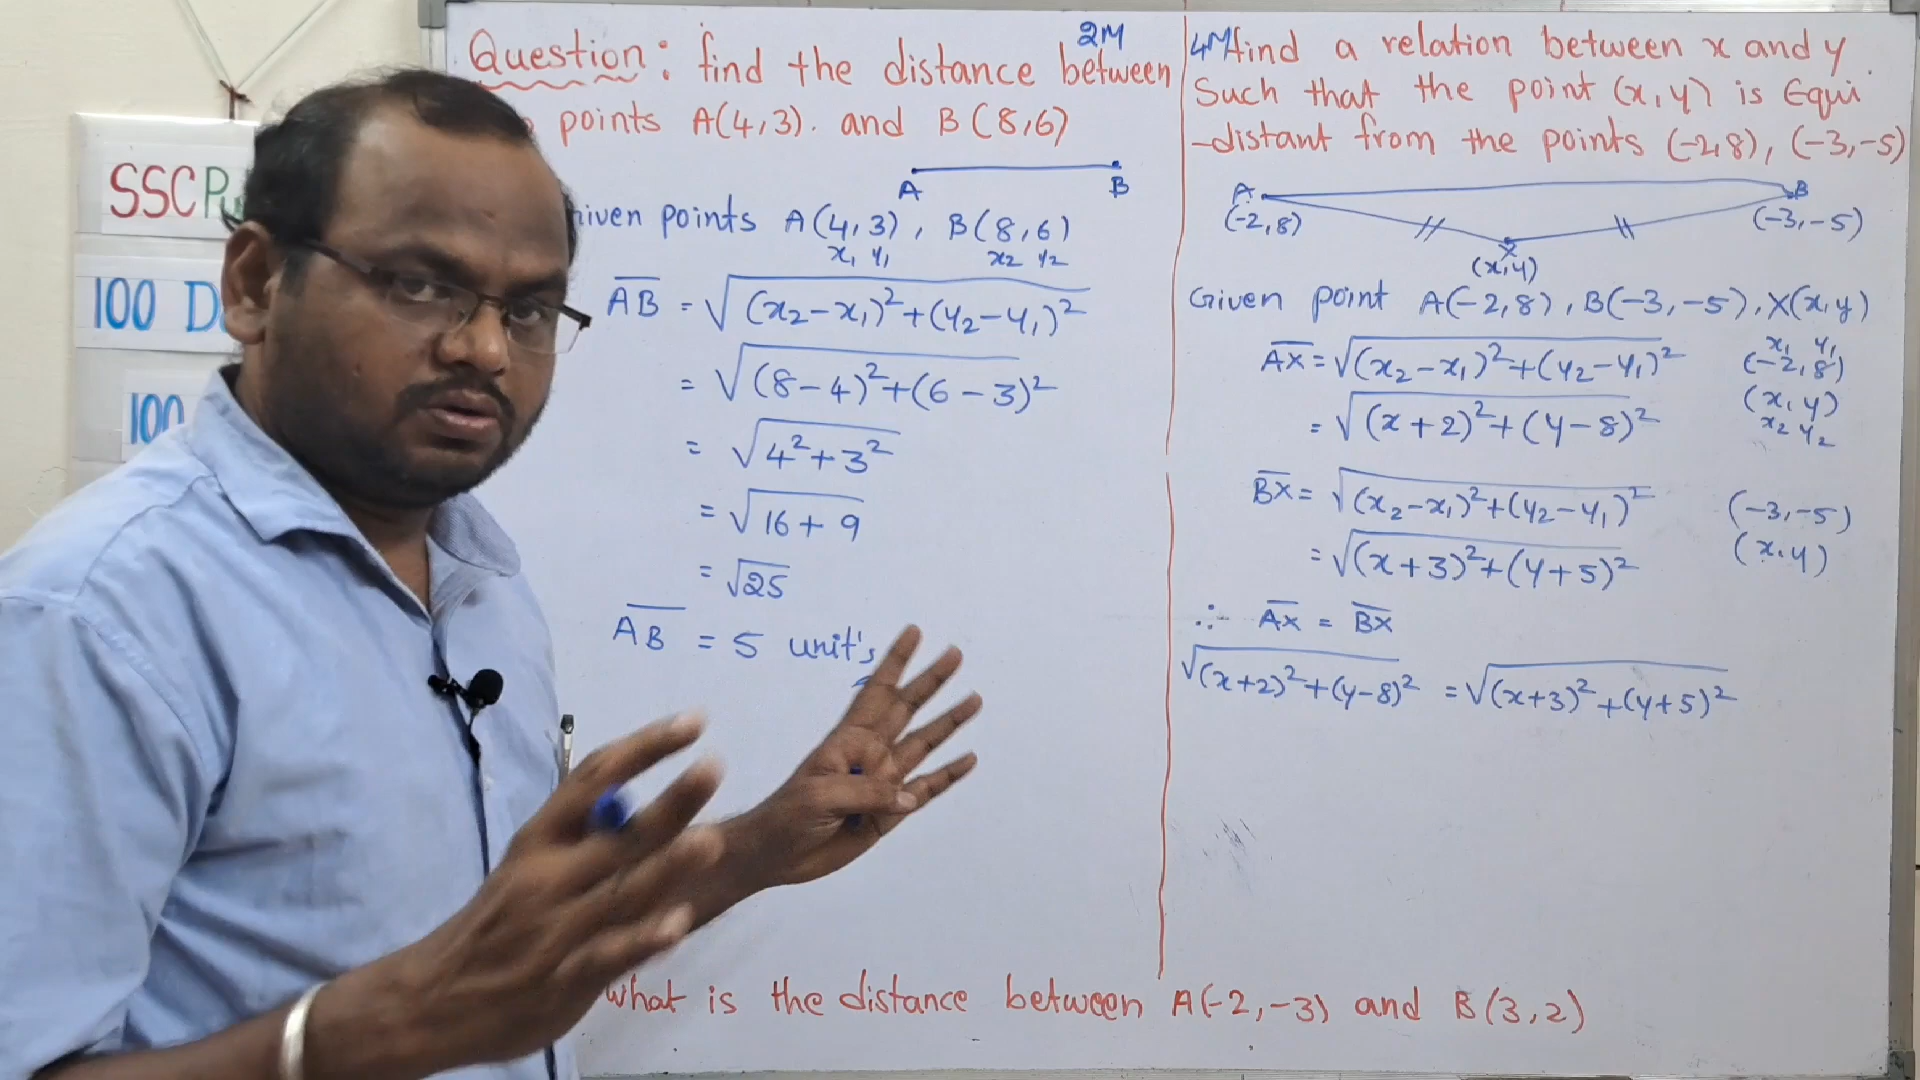 SSC Pu
100 D
100
2M
Question: find the distance between
points A(4,3). and B(8,6)
A B
iven points A(4,3), B(8,6)
x₁ y₁ x₂ y₂
AB = √(x₂-x₁)²+(y₂-y₁)²
= √(8-4)²+(6-3)²
= √4²+3²
= √16+9
= √25
AB = 5 unit's
4M find a relation between x and y
Such that the point (x,y) is Equi
-distant from the points (-2,8), (-3,-5)
A B
(-2,8) (-3,-5)
X
(x,y)
Given point A(-2,8), B(-3,-5), X(x,y)
AX = √(x₂-x₁)²+(y₂-y₁)²
x₁ y₁
(-2,8)
= √(x+2)²+(y-8)²
(x,y)
x₂ y₂
BX = √(x₂-x₁)²+(y₂-y₁)²
(-3,-5)
= √(x+3)²+(y+5)²
(x,y)
∴ AX = BX
√(x+2)²+(y-8)² = √(x+3)²+(y+5)²
what is the distance between A(-2,-3) and B(3,2)